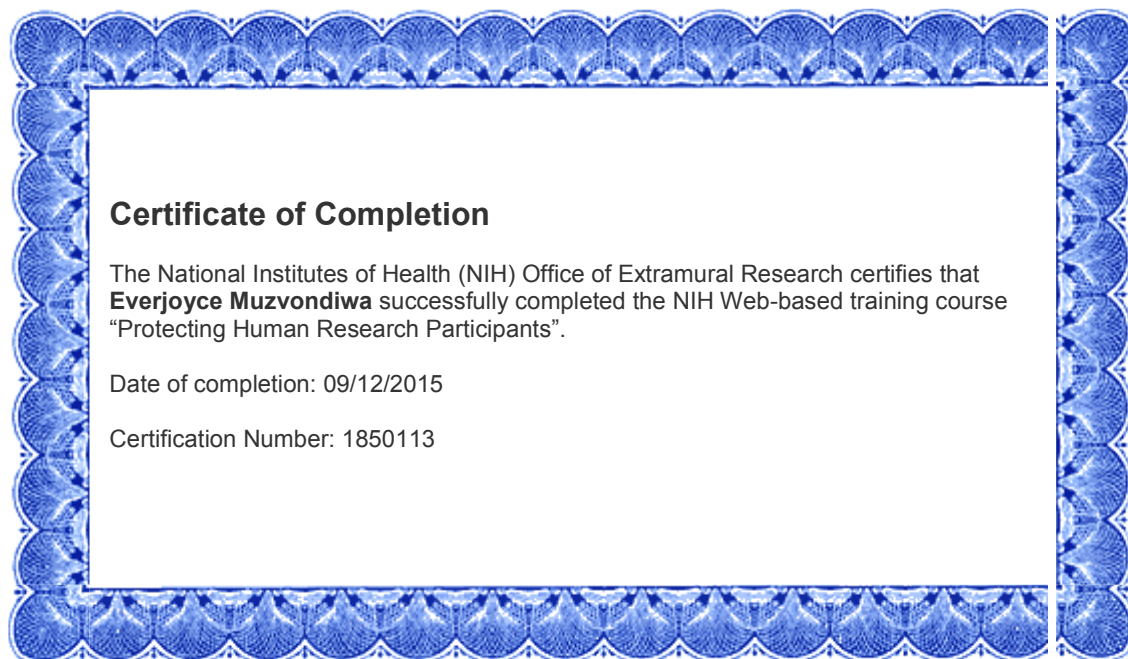 Certificate of Completion
The National Institutes of Health (NIH) Office of Extramural Research certifies that
Everjoyce Muzvondiwa successfully completed the NIH Web-based training course
“Protecting Human Research Participants”.
Date of completion: 09/12/2015
Certification Number: 1850113